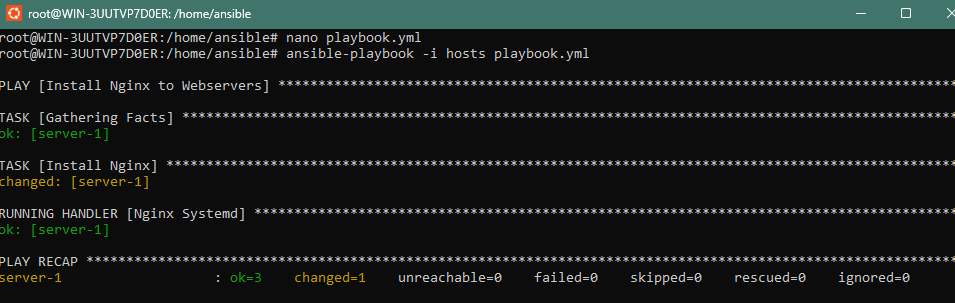 root@WIN-3UUTVP7D0ER: /home/ansible
root@WIN-3UUTVP7D0ER:/home/ansible# nano playbook.yml
root@WIN-3UUTVP7D0ER:/home/ansible# ansible-playbook -i hosts playbook.yml
PLAY [Install Nginx to Webservers] *************************************************************************************
TASK [Gathering Facts] *************************************************************************************************
ok: [server-1]
TASK [Install Nginx] ***************************************************************************************************
changed: [server-1]
RUNNING HANDLER [Nginx Systemd] ****************************************************************************************
ok: [server-1]
PLAY RECAP *************************************************************************************************************
server-1                   : ok=3    changed=1    unreachable=0    failed=0    skipped=0    rescued=0    ignored=0